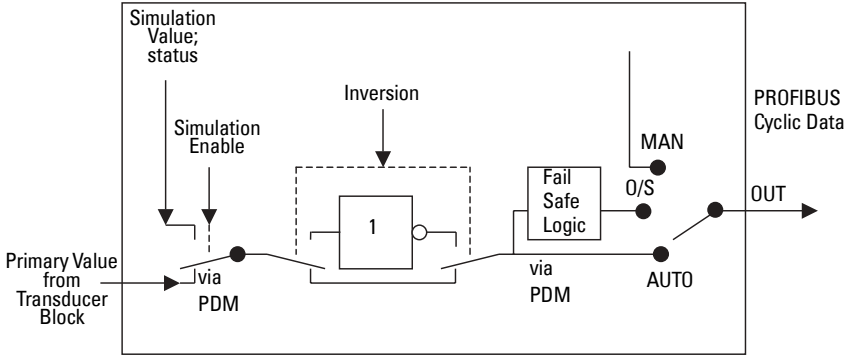 Simulation
Value;
status
Simulation
Enable
Inversion
PROFIBUS
Cyclic Data
MAN
Fail
Safe
Logic
O/S
OUT
1
Primary Value
from
Transducer
Block
via
PDM
via
PDM
AUTO